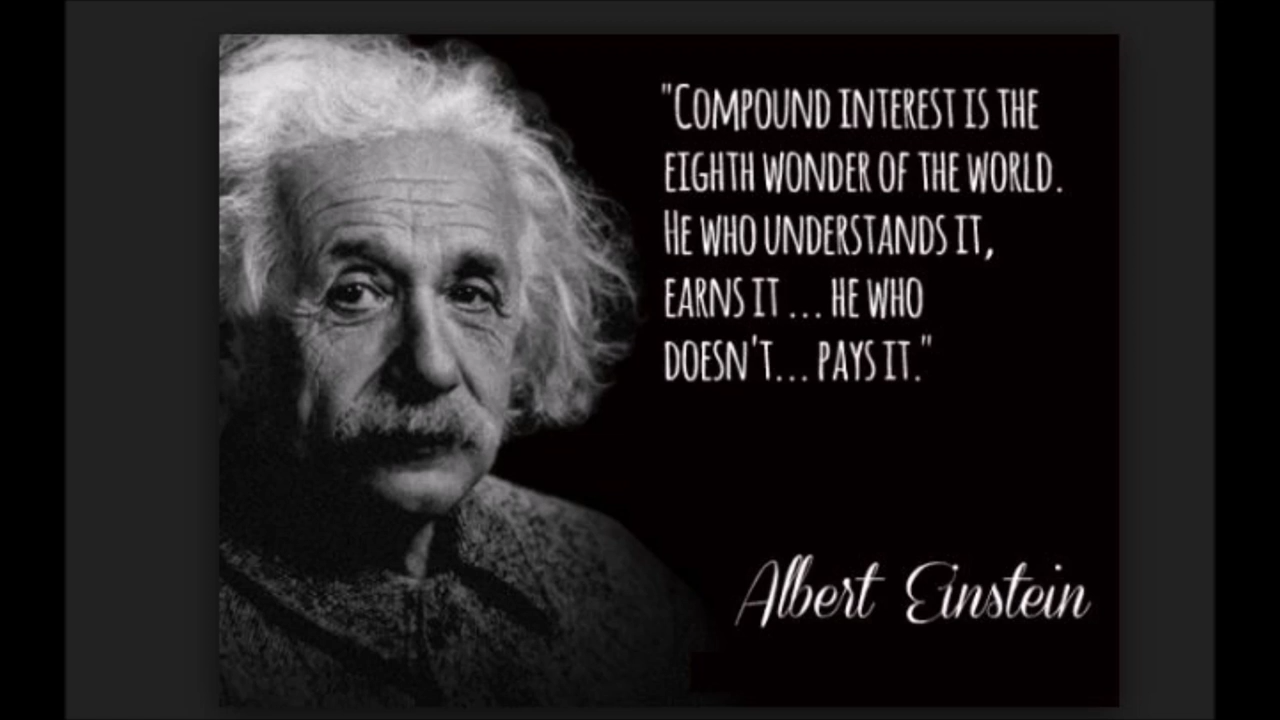 "Compound interest is the
eighth wonder of the world.
He who understands it,
earns it ... he who
doesn't... pays it."
Albert Einstein